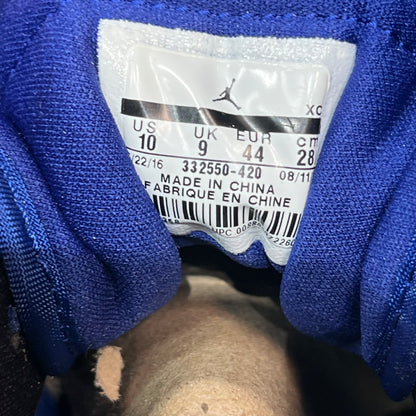 XC
US UK EUR cm
10 9 44 28
/22/16 332550-420 08/11
MADE IN CHINA
FABRIQUE EN CHINE
UPC